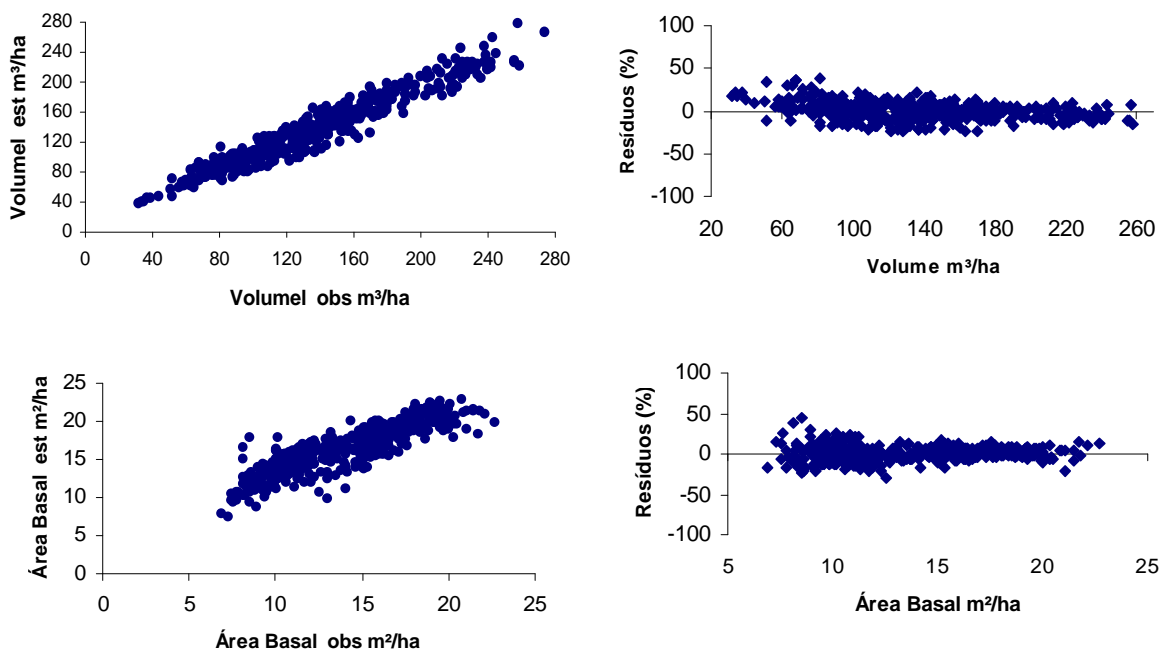 Volumel est m³/ha
280
240
200
160
120
80
40
0
0 40 80 120 160 200 240 280
Volumel obs m³/ha
Resíduos (%)
100
50
0
-50
-100
20 60 100 140 180 220 260
Volume m³/ha
Área Basal est m²/ha
25
20
15
10
5
0
0 5 10 15 20 25
Área Basal obs m²/ha
Resíduos (%)
100
50
0
-50
-100
5 10 15 20 25
Área Basal m²/ha